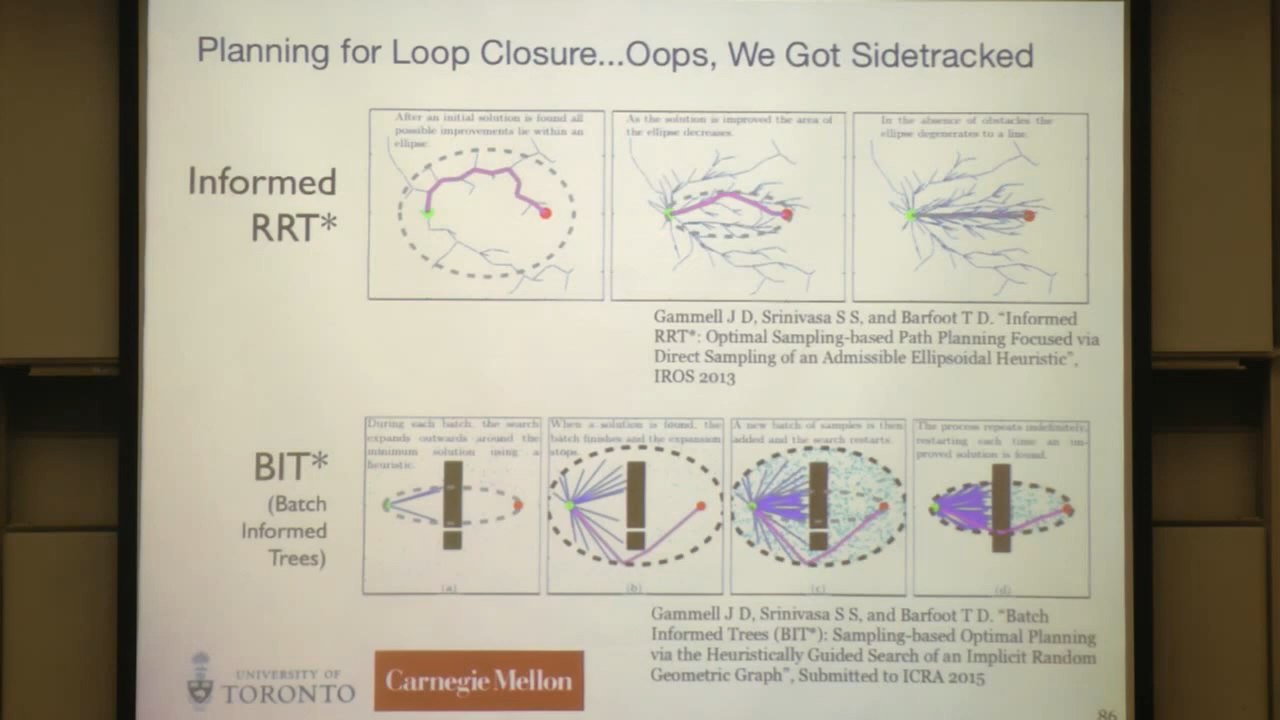 Planning for Loop Closure...Oops, We Got Sidetracked
Informed
RRT*
After an initial solution is found all
possible improvements lie within an
ellipse.
As the solution is improved the area of
the ellipse decreases.
In the absence of obstacles the
ellipse degenerates to a line.
Gammell J D, Srinivasa S S, and Barfoot T D. “Informed
RRT*: Optimal Sampling-based Path Planning Focused via
Direct Sampling of an Admissible Ellipsoidal Heuristic”,
IROS 2013
BIT*
(Batch
Informed
Trees)
During each batch, the search
expands outwards around the
minimum solution using a
heuristic.
When a solution is found, the
batch finishes and the expansion
stops.
A new batch of samples is then
added and the search restarts.
The process repeats indefinitely,
restarting each time an im-
proved solution is found.
(a)
(b)
(c)
(d)
Gammell J D, Srinivasa S S, and Barfoot T D. “Batch
Informed Trees (BIT*): Sampling-based Optimal Planning
via the Heuristically Guided Search of an Implicit Random
Geometric Graph”, Submitted to ICRA 2015
UNIVERSITY OF
TORONTO
Carnegie Mellon
86